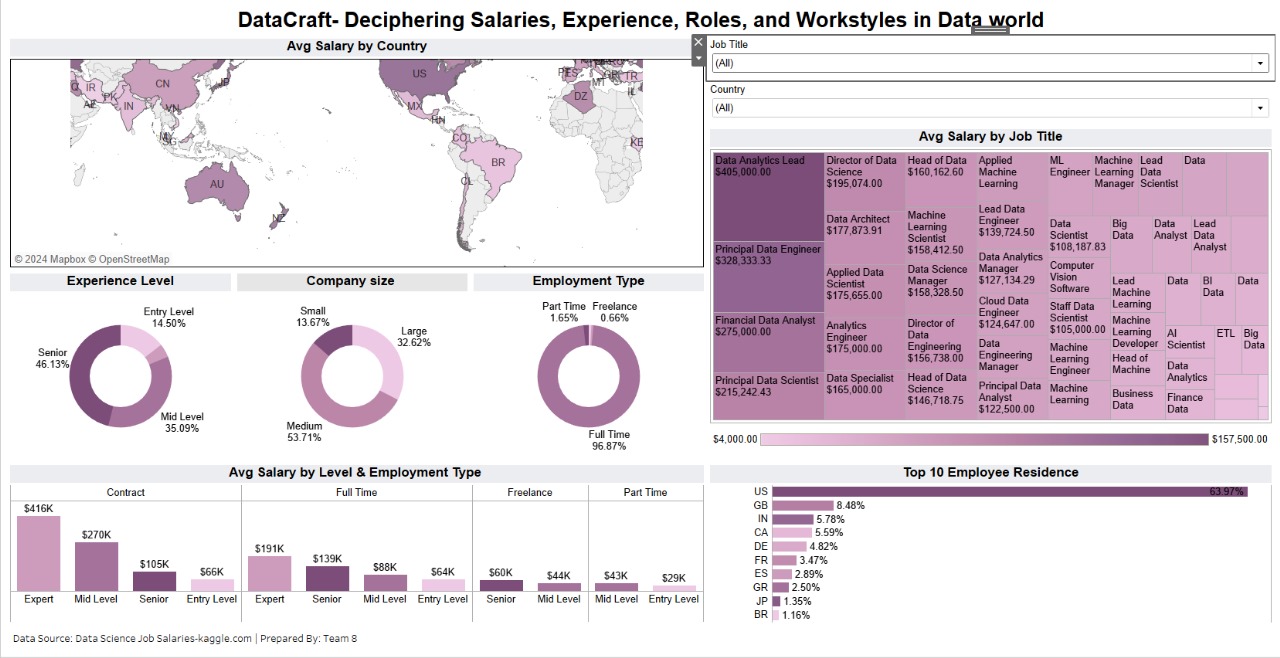 DataCraft- Deciphering Salaries, Experience, Roles, and Workstyles in Data world
Avg Salary by Country
CN
JP
IR
PK
AE
IN
VN
MY
SG
AU
NZ
US
MX
HN
CO
BR
CL
ES
MT
GR
TR
DZ
IL
KE
© 2024 Mapbox © OpenStreetMap
Job Title
(All)
Country
(All)
Avg Salary by Job Title
Data Analytics Lead
$405,000.00
Principal Data Engineer
$328,333.33
Financial Data Analyst
$275,000.00
Principal Data Scientist
$215,242.43
Director of Data
Science
$195,074.00
Data Architect
$177,873.91
Applied Data
Scientist
$175,655.00
Analytics
Engineer
$175,000.00
Data Specialist
$165,000.00
Head of Data
$160,162.60
Machine
Learning
Scientist
$158,412.50
Data Science
Manager
$158,328.50
Director of
Data
Engineering
$156,738.00
Head of Data
Science
$146,718.75
Applied
Machine
Learning
Lead Data
Engineer
$139,724.50
Data Analytics
Manager
$127,134.29
Cloud Data
Engineer
$124,647.00
Data
Engineering
Manager
Principal Data
Analyst
$122,500.00
ML
Engineer
Machine
Learning
Manager
Lead
Data
Scientist
Data
Data
Scientist
$108,187.83
Computer
Vision
Software
Staff Data
Scientist
$105,000.00
Machine
Learning
Engineer
Machine
Learning
Big
Data
Data
Analyst
Lead
Data
Analyst
Lead
Machine
Learning
Machine
Learning
Developer
Head of
Machine
Business
Data
Data
BI
Data
Data
AI
Scientist
ETL
Big
Data
Data
Analytics
Finance
Data
$4,000.00
$157,500.00
Experience Level
Entry Level
14.50%
Senior
46.13%
Mid Level
35.09%
Company size
Small
13.67%
Large
32.62%
Medium
53.71%
Employment Type
Part Time
1.65%
Freelance
0.66%
Full Time
96.87%
Avg Salary by Level & Employment Type
Contract
Full Time
Freelance
Part Time
$416K
$270K
$105K
$66K
$191K
$139K
$88K
$64K
$60K
$44K
$43K
$29K
Expert
Mid Level
Senior
Entry Level
Expert
Senior
Mid Level
Entry Level
Senior
Mid Level
Mid Level
Entry Level
Top 10 Employee Residence
US 63.97%
GB 8.48%
IN 5.78%
CA 5.59%
DE 4.82%
FR 3.47%
ES 2.89%
GR 2.50%
JP 1.35%
BR 1.16%
Data Source: Data Science Job Salaries-kaggle.com | Prepared By: Team 8